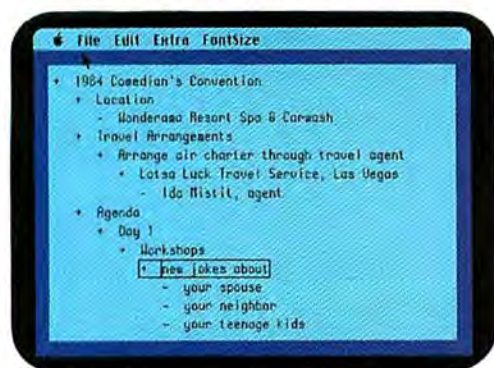 File Edit Extra FontSize
+ 1984 Comedian's Convention
+ Location
- Wonderama Resort Spa & Carwash
+ Travel Arrangements
+ Arrange air charter through travel agent
+ Lotsa Luck Travel Service, Las Vegas
- Ida Mistit, agent
+ Agenda
+ Day 1
+ Workshops
+ new jokes about
- your spouse
- your neighbor
- your teenage kids